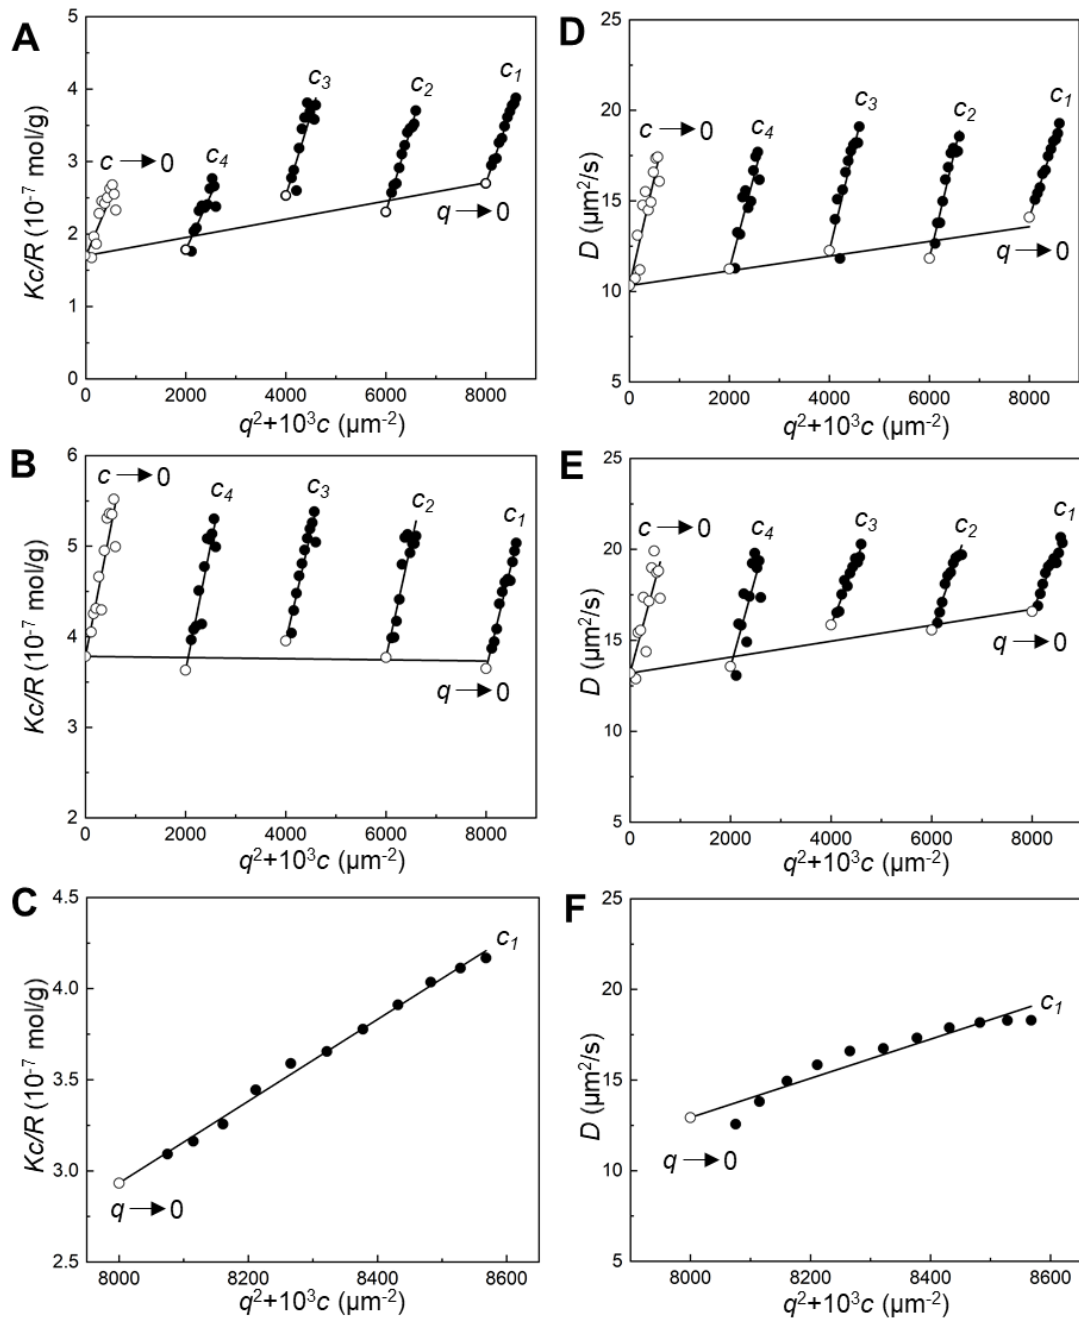 A
Kc/R (10⁻⁷ mol/g)
5
4
3
2
1
0
c → 0
c₄
c₃
c₂
c₁
q → 0
0 2000 4000 6000 8000
q²+10³c (µm⁻²)
D
D (µm²/s)
25
20
15
10
5
c → 0
c₄
c₃
c₂
c₁
q → 0
0 2000 4000 6000 8000
q²+10³c (µm⁻²)
B
Kc/R (10⁻⁷ mol/g)
6
5
4
3
2
c → 0
c₄
c₃
c₂
c₁
q → 0
0 2000 4000 6000 8000
q²+10³c (µm⁻²)
E
D (µm²/s)
25
20
15
10
5
c → 0
c₄
c₃
c₂
c₁
q → 0
0 2000 4000 6000 8000
q²+10³c (µm⁻²)
C
Kc/R (10⁻⁷ mol/g)
4.5
4.0
3.5
3.0
2.5
c₁
q → 0
8000 8200 8400 8600
q²+10³c (µm⁻²)
F
D (µm²/s)
25
20
15
10
5
c₁
q → 0
8000 8200 8400 8600
q²+10³c (µm⁻²)